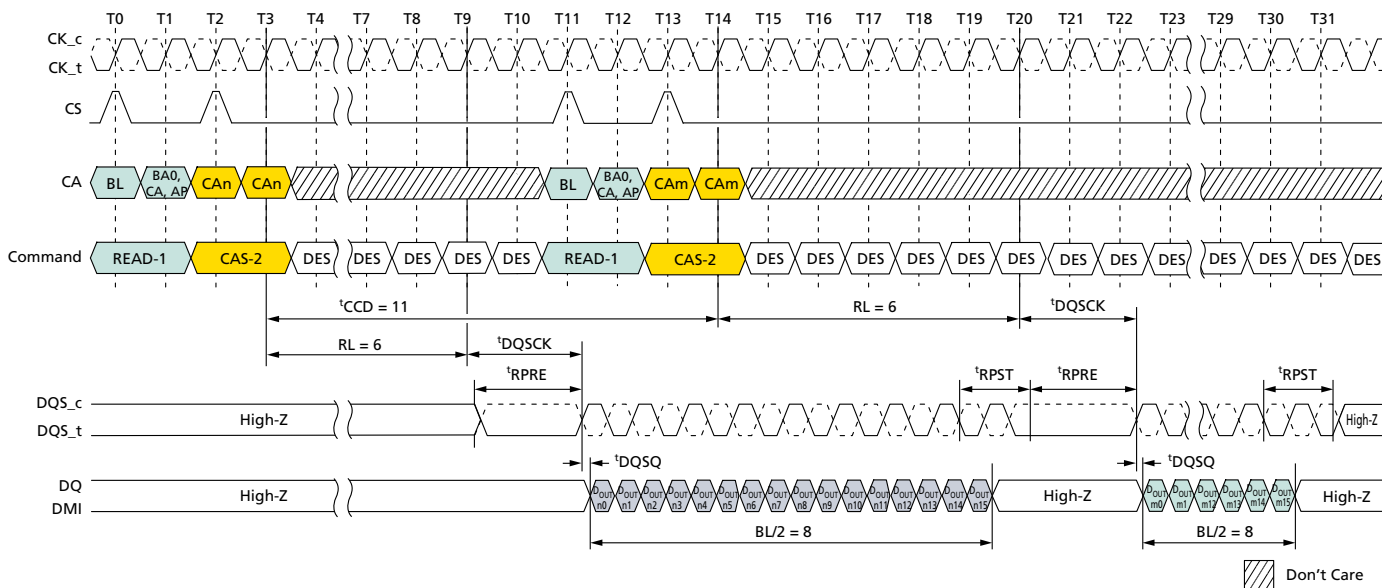 T0 T1 T2 T3 T4 T7 T8 T9 T10 T11 T12 T13 T14 T15 T16 T17 T18 T19 T20 T21 T22 T23 T29 T30 T31
CK_c
CK_t
CS
CA BL BA0, CA, AP CAn CAn BL BA0, CA, AP CAm CAm
Command READ-1 CAS-2 DES DES DES DES DES READ-1 CAS-2 DES DES DES DES DES DES DES DES DES DES DES DES DES
tCCD = 11 RL = 6 tDQSCK
RL = 6 tDQSCK
tRPRE tRPST tRPRE tRPST
DQS_c
DQS_t
High-Z High-Z
tDQSQ tDQSQ
DQ
DMI
High-Z DOUT n0 DOUT n1 DOUT n2 DOUT n3 DOUT n4 DOUT n5 DOUT n6 DOUT n7 DOUT n8 DOUT n9 DOUT n10 DOUT n11 DOUT n12 DOUT n13 DOUT n14 DOUT n15 High-Z DOUT m0 DOUT m1 DOUT m12 DOUT m13 DOUT m14 DOUT m15 High-Z
BL/2 = 8 BL/2 = 8
Don't Care